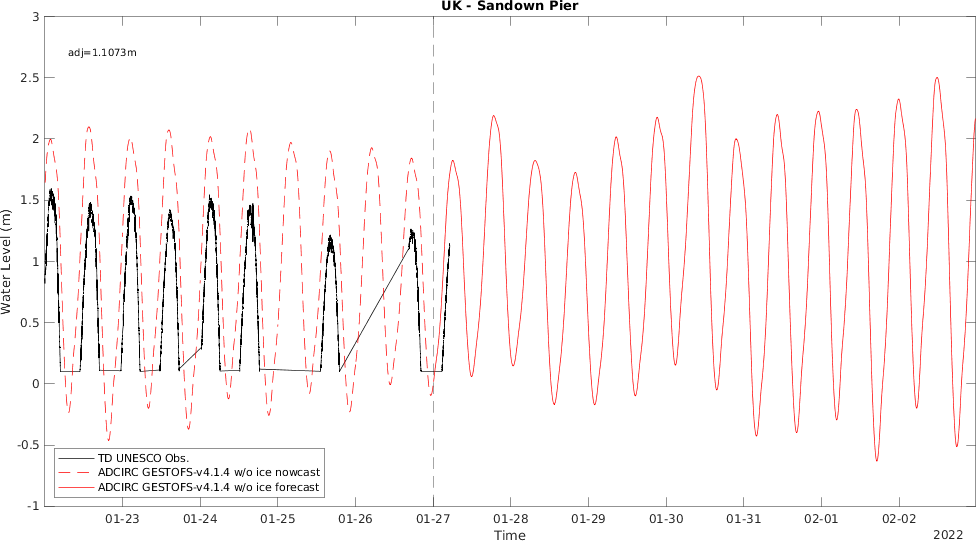 UK - Sandown Pier
adj=1.1073m
3
2.5
2
1.5
1
0.5
0
-0.5
-1
Water Level (m)
TD UNESCO Obs.
ADCIRC GESTOFS-v4.1.4 w/o ice nowcast
ADCIRC GESTOFS-v4.1.4 w/o ice forecast
01-23 01-24 01-25 01-26 01-27 01-28 01-29 01-30 01-31 02-01 02-02
Time
2022